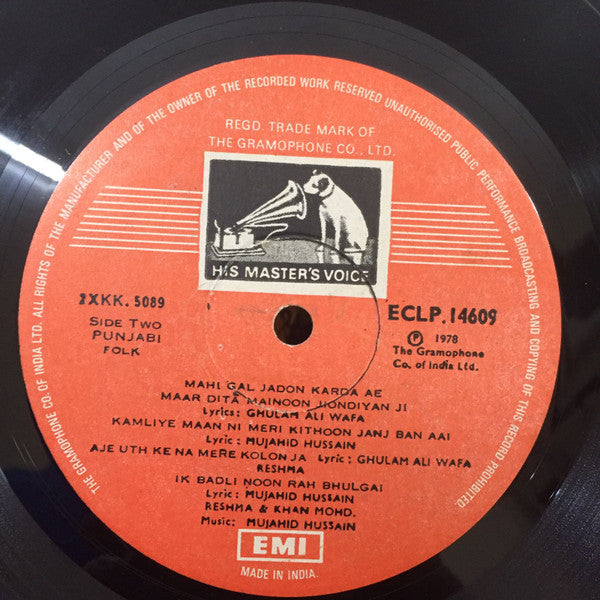 THE GRAMOPHONE CO. OF INDIA LTD. ALL RIGHTS OF THE MANUFACTURER AND OF THE OWNER OF THE RECORDED WORK RESERVED UNAUTHORISED PUBLIC PERFORMANCE BROADCASTING AND COPYING OF THIS RECORD PROHIBITED.
REGD. TRADE MARK OF
THE GRAMOPHONE CO., LTD.
HIS MASTER'S VOICE
2XKK. 5089
SIDE TWO
PUNJABI
FOLK
ECLP. 14609
Ⓟ 1978
The Gramophone
Co. of India Ltd.
MAHI GAL JADON KARDA AE
MAAR DITA MAINOON JIONDIYAN JI
Lyrics: GHULAM ALI WAFA
KAMLIYE MAAN NI MERI KITHOON JANJ BAN AAI
Lyric: MUJAHID HUSSAIN
AJE UTH KE NA MERE KOLON JA Lyric: GHULAM ALI WAFA
RESHMA
IK BADLI NOON RAH BHULGAI
Lyric: MUJAHID HUSSAIN
RESHMA & KHAN MOHD.
Music: MUJAHID HUSSAIN
EMI
MADE IN INDIA.